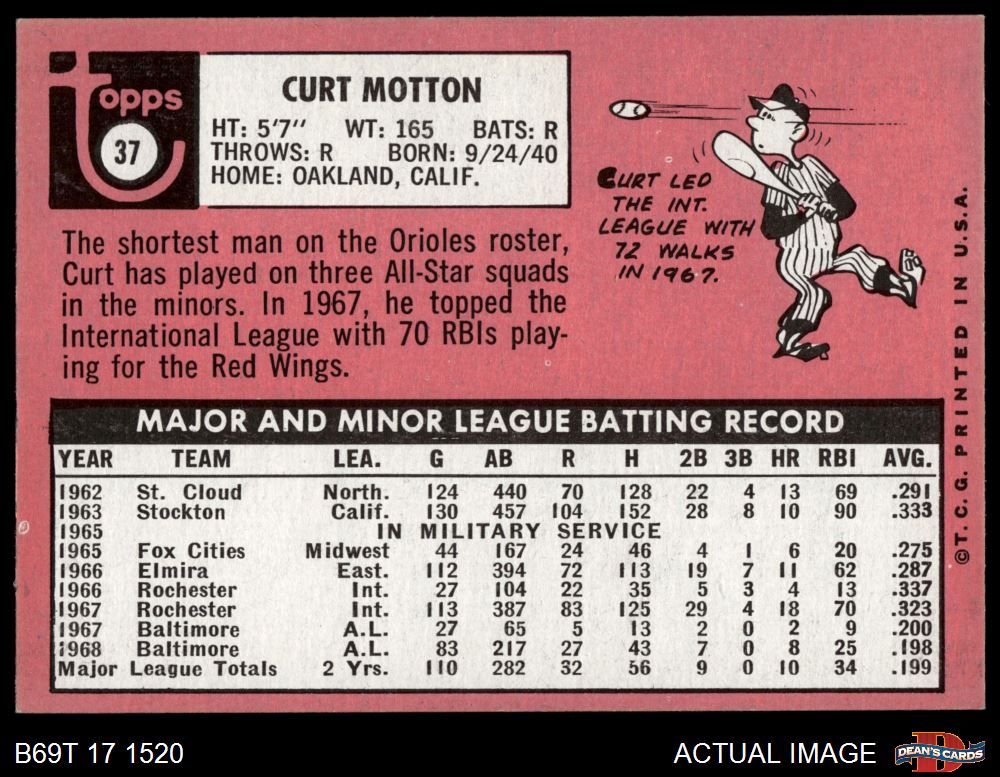 Topps
37
CURT MOTTON
HT: 5'7" WT: 165 BATS: R
THROWS: R BORN: 9/24/40
HOME: OAKLAND, CALIF.
CURT LED
THE INT.
LEAGUE WITH
72 WALKS
IN 1967.
The shortest man on the Orioles roster,
Curt has played on three All-Star squads
in the minors. In 1967, he topped the
International League with 70 RBIs play-
ing for the Red Wings.
MAJOR AND MINOR LEAGUE BATTING RECORD
YEAR TEAM LEA. G AB R H 2B 3B HR RBI AVG.
1962 St. Cloud North. 124 440 70 128 22 4 13 69 .291
1963 Stockton Calif. 130 457 104 152 28 8 10 90 .333
1965 IN MILITARY SERVICE
1965 Fox Cities Midwest 44 167 24 46 4 1 6 20 .275
1966 Elmira East. 112 394 72 113 19 7 11 62 .287
1966 Rochester Int. 27 104 22 35 5 3 4 13 .337
1967 Rochester Int. 113 387 83 125 29 4 18 70 .323
1967 Baltimore A.L. 27 65 5 13 2 0 2 9 .200
1968 Baltimore A.L. 83 217 27 43 7 0 8 25 .198
Major League Totals 2 Yrs. 110 282 32 56 9 0 10 34 .199
©T.C.G. PRINTED IN U.S.A.
B69T 17 1520
ACTUAL IMAGE
DEAN'S CARDS